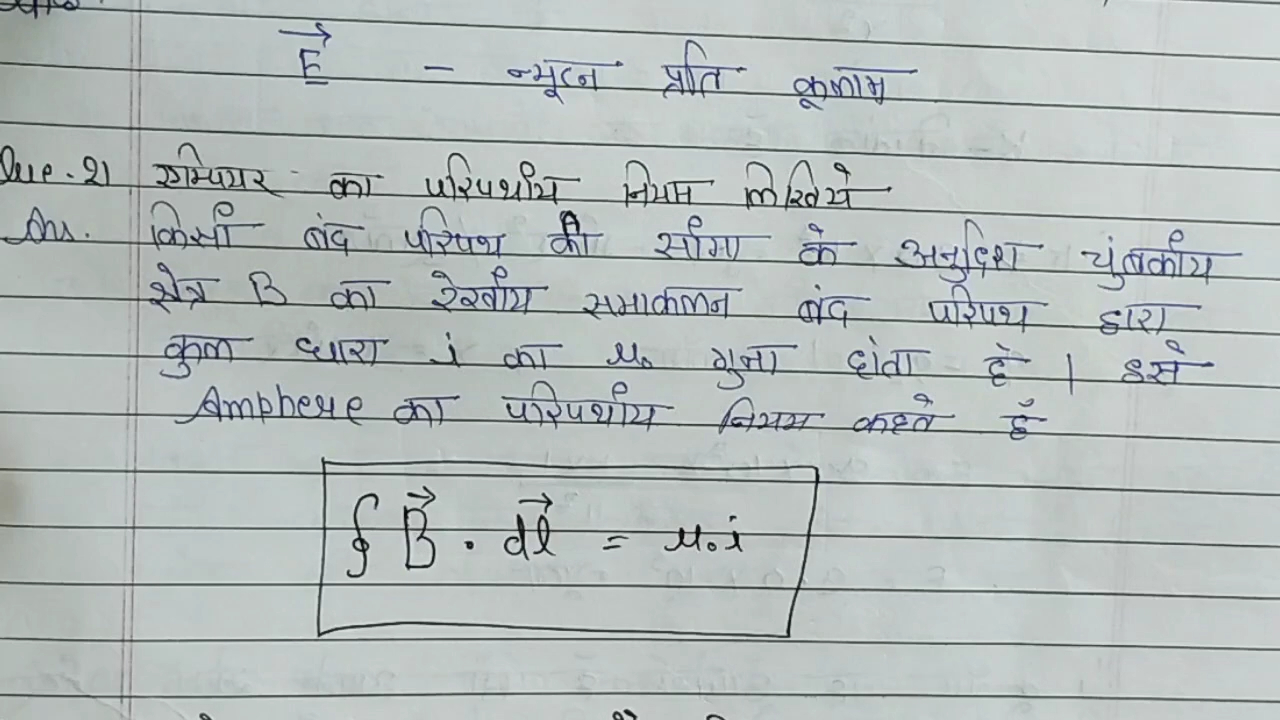 E⃗ - न्यूटन प्रति कूलाम
Que.21 एम्पियर का परिपथीय नियम लिखिये
Ans. किसी बंद परिपथ की सीमा के अनुदिश चुंबकीय
क्षेत्र B का रेखीय समाकलन बंद परिपथ द्वारा
कुल धारा i का μ₀ गुना होता है । इसे
Amphere का परिपथीय नियम कहते हैं
∮ B⃗ . dl⃗ = μ₀i